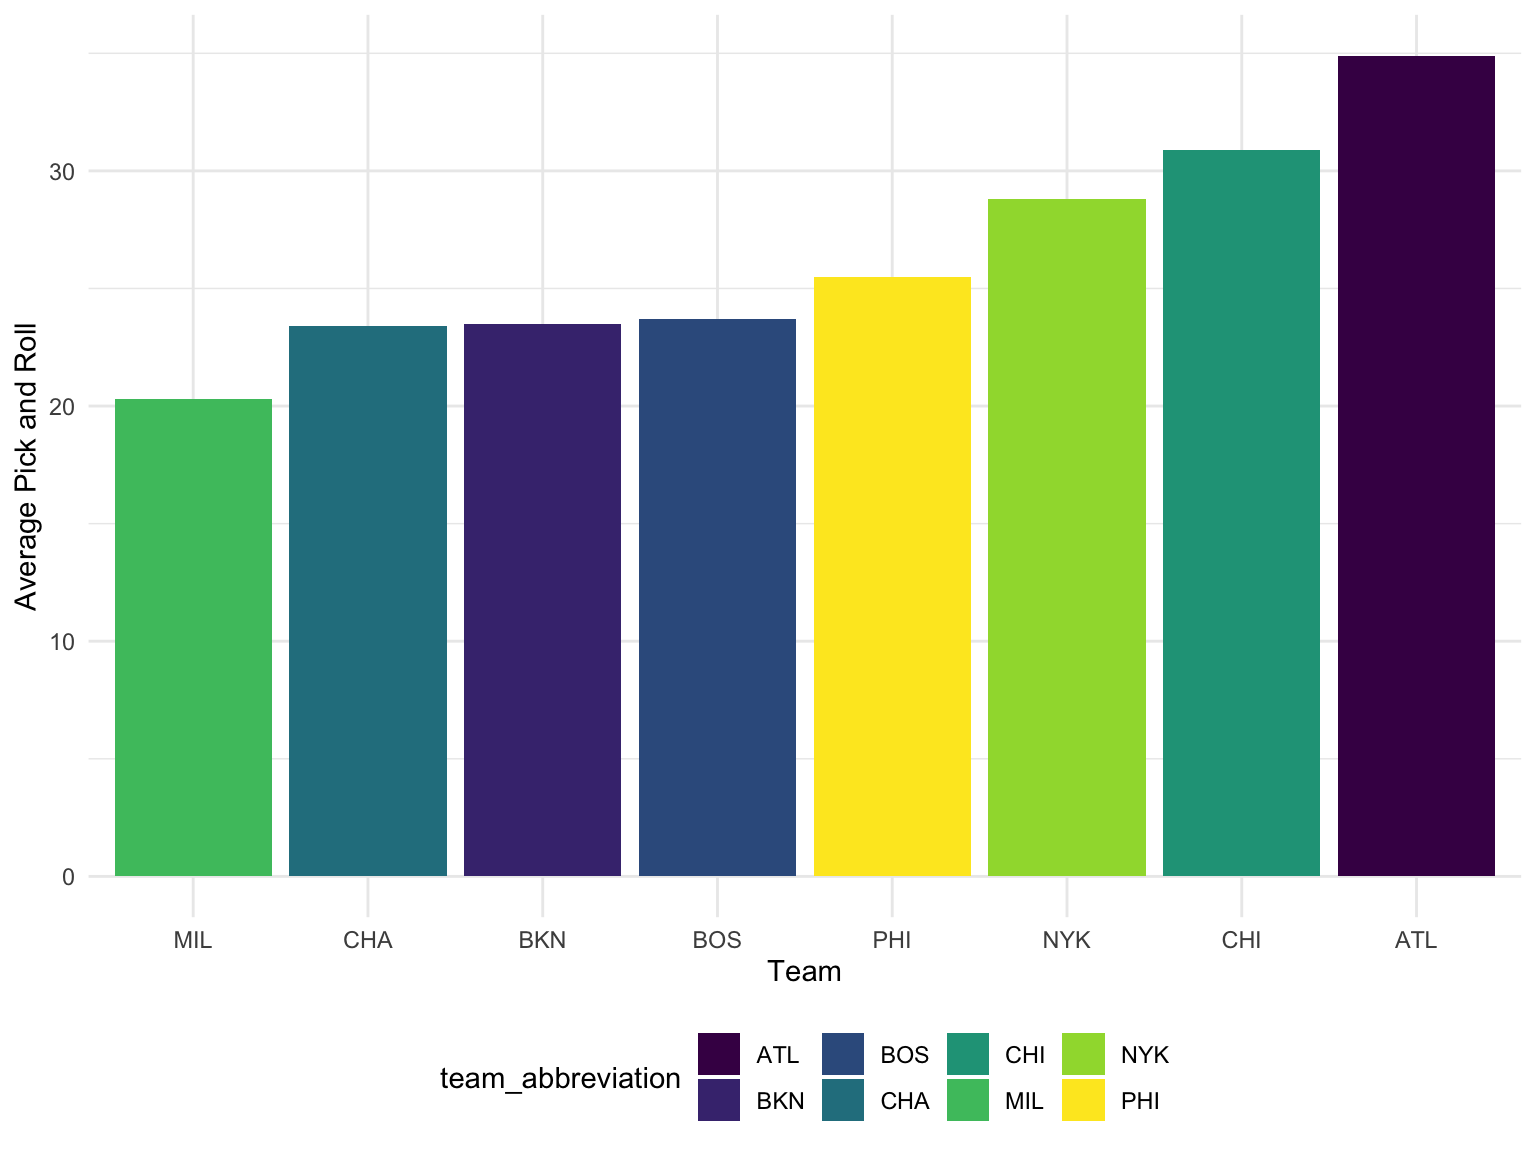 Average Pick and Roll
30
20
10
0
MIL CHA BKN BOS PHI NYK CHI ATL
Team
team_abbreviation
ATL BOS CHI NYK
BKN CHA MIL PHI